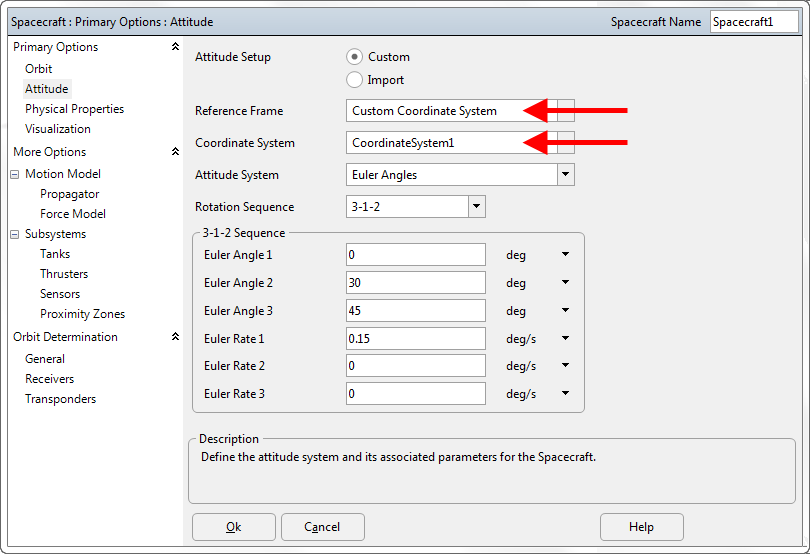 Spacecraft : Primary Options : Attitude
Spacecraft Name Spacecraft1
Primary Options
Orbit
Attitude
Physical Properties
Visualization
More Options
Motion Model
Propagator
Force Model
Subsystems
Tanks
Thrusters
Sensors
Proximity Zones
Orbit Determination
General
Receivers
Transponders
Attitude Setup Custom
Import
Reference Frame Custom Coordinate System
Coordinate System CoordinateSystem1
Attitude System Euler Angles
Rotation Sequence 3-1-2
3-1-2 Sequence
Euler Angle 1 0 deg
Euler Angle 2 30 deg
Euler Angle 3 45 deg
Euler Rate 1 0.15 deg/s
Euler Rate 2 0 deg/s
Euler Rate 3 0 deg/s
Description
Define the attitude system and its associated parameters for the Spacecraft.
Ok Cancel Help